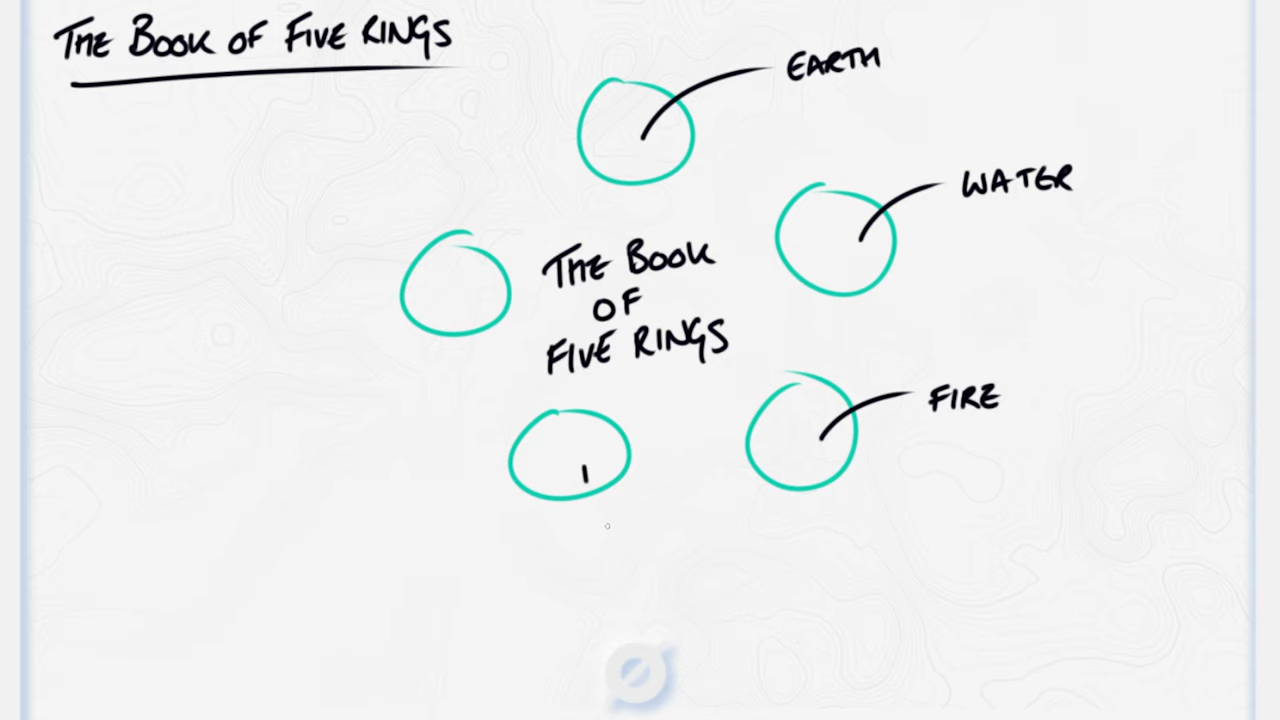 THE BOOK OF FIVE RINGS
EARTH
WATER
THE BOOK
OF
FIVE RINGS
FIRE